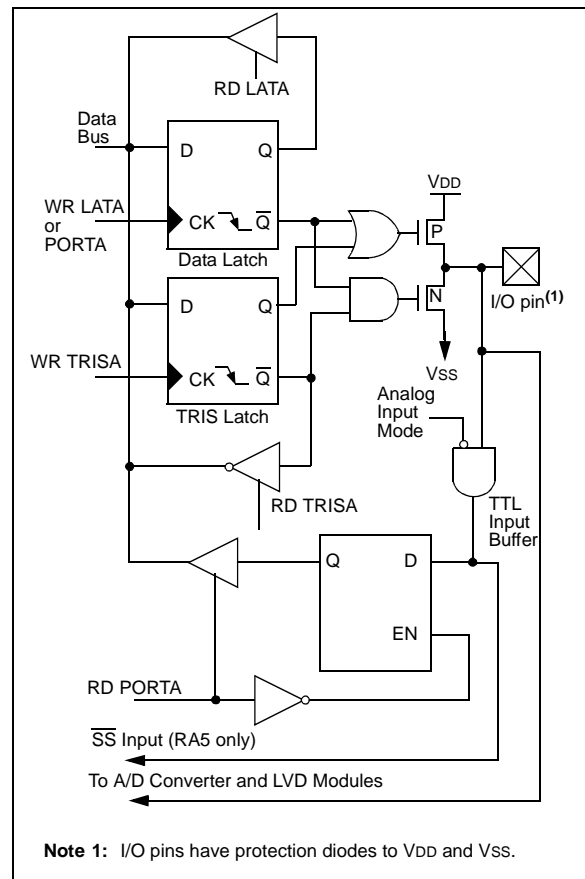 RD LATA
Data
Bus
D
Q
WR LATA
or
PORTA
CK
Q
Data Latch
VDD
P
I/O pin(1)
D
Q
N
WR TRISA
CK
Q
TRIS Latch
VSS
Analog
Input
Mode
RD TRISA
TTL
Input
Buffer
Q
D
EN
RD PORTA
SS Input (RA5 only)
To A/D Converter and LVD Modules
Note 1: I/O pins have protection diodes to VDD and VSS.